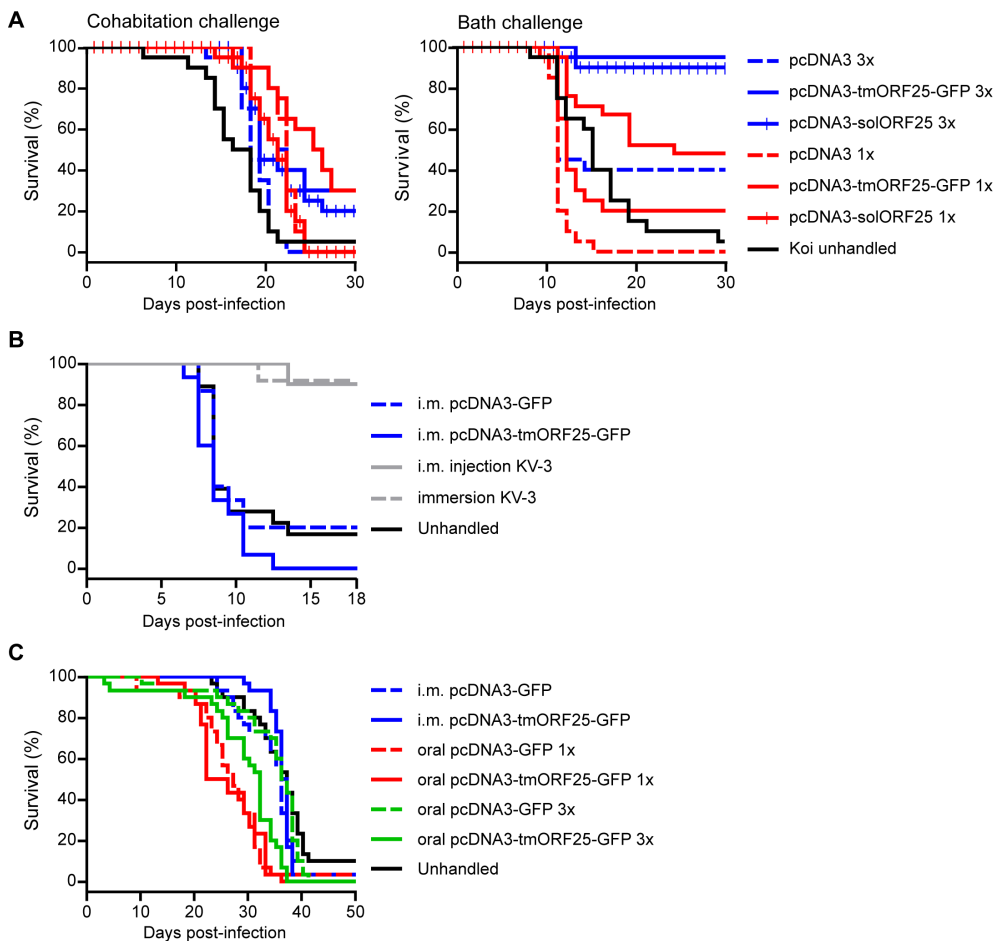 A
Cohabitation challenge
Bath challenge
Survival (%)
100
80
60
40
20
0
0
10
20
30
Days post-infection
Survival (%)
100
80
60
40
20
0
0
10
20
30
Days post-infection
pcDNA3 3x
pcDNA3-tmORF25-GFP 3x
pcDNA3-solORF25 3x
pcDNA3 1x
pcDNA3-tmORF25-GFP 1x
pcDNA3-solORF25 1x
Koi unhandled
B
Survival (%)
100
80
60
40
20
0
0
5
10
15
18
Days post-infection
i.m. pcDNA3-GFP
i.m. pcDNA3-tmORF25-GFP
i.m. injection KV-3
immersion KV-3
Unhandled
C
Survival (%)
100
80
60
40
20
0
0
10
20
30
40
50
Days post-infection
i.m. pcDNA3-GFP
i.m. pcDNA3-tmORF25-GFP
oral pcDNA3-GFP 1x
oral pcDNA3-tmORF25-GFP 1x
oral pcDNA3-GFP 3x
oral pcDNA3-tmORF25-GFP 3x
Unhandled